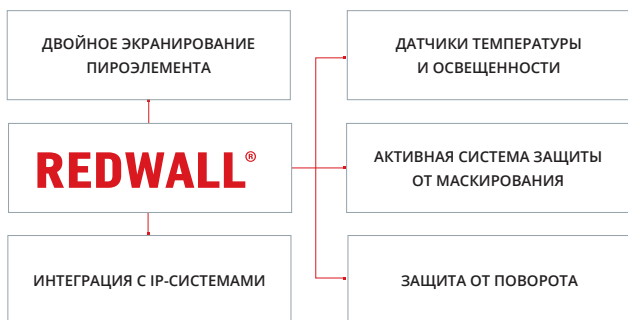 ДВОЙНОЕ ЭКРАНИРОВАНИЕ
ПИРОЭЛЕМЕНТА
ДАТЧИКИ ТЕМПЕРАТУРЫ
И ОСВЕЩЕННОСТИ
REDWALL®
АКТИВНАЯ СИСТЕМА ЗАЩИТЫ
ОТ МАСКИРОВАНИЯ
ИНТЕГРАЦИЯ С IP-СИСТЕМАМИ
ЗАЩИТА ОТ ПОВОРОТА